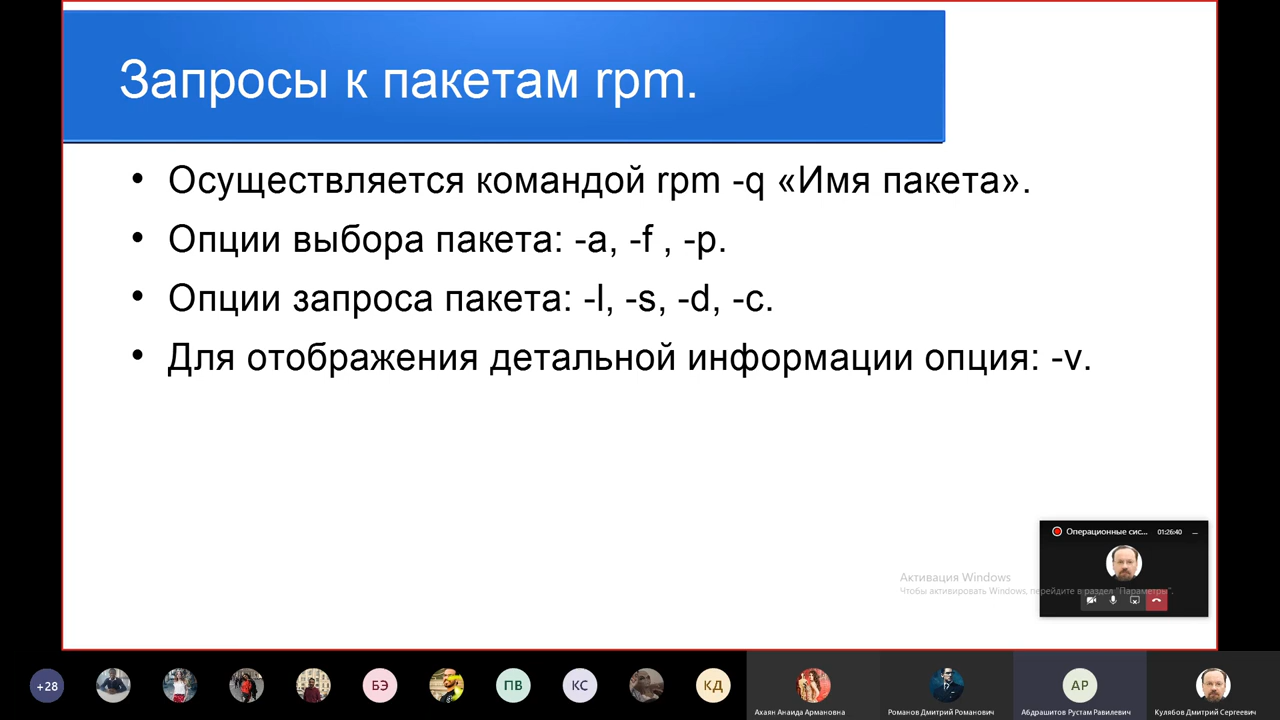 Запросы к пакетам rpm.
• Осуществляется командой rpm -q «Имя пакета».
• Опции выбора пакета: -a, -f , -p.
• Опции запроса пакета: -l, -s, -d, -c.
• Для отображения детальной информации опция: -v.
Операционные сис... 01:26:40
Активация Windows
Чтобы активировать Windows, перейдите в раздел "Параметры".
+28
БЭ
ПВ
КС
КД
АР
Ахаян Анаида Армановна
Романов Дмитрий Романович
Абдрашитов Рустам Равилевич
Кулябов Дмитрий Сергеевич